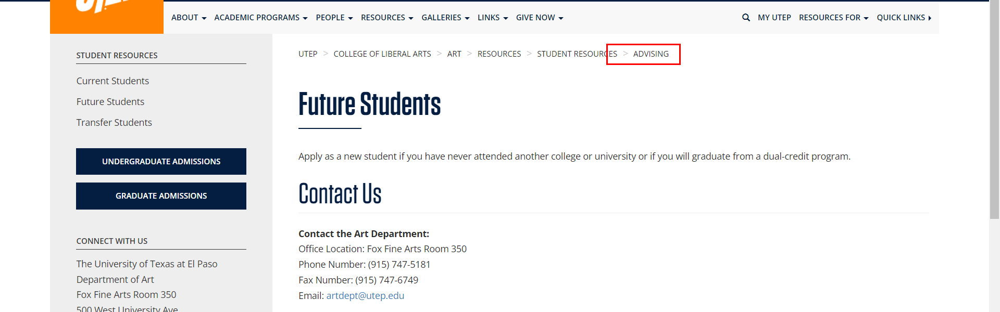 ABOUT ACADEMIC PROGRAMS PEOPLE RESOURCES GALLERIES LINKS GIVE NOW MY UTEP RESOURCES FOR QUICK LINKS
STUDENT RESOURCES
Current Students
Future Students
Transfer Students
UNDERGRADUATE ADMISSIONS
GRADUATE ADMISSIONS
CONNECT WITH US
The University of Texas at El Paso
Department of Art
Fox Fine Arts Room 350
500 West University Ave
UTEP > COLLEGE OF LIBERAL ARTS > ART > RESOURCES > STUDENT RESOURCES > ADVISING
Future Students
Apply as a new student if you have never attended another college or university or if you will graduate from a dual-credit program.
Contact Us
Contact the Art Department:
Office Location: Fox Fine Arts Room 350
Phone Number: (915) 747-5181
Fax Number: (915) 747-6749
Email: artdept@utep.edu